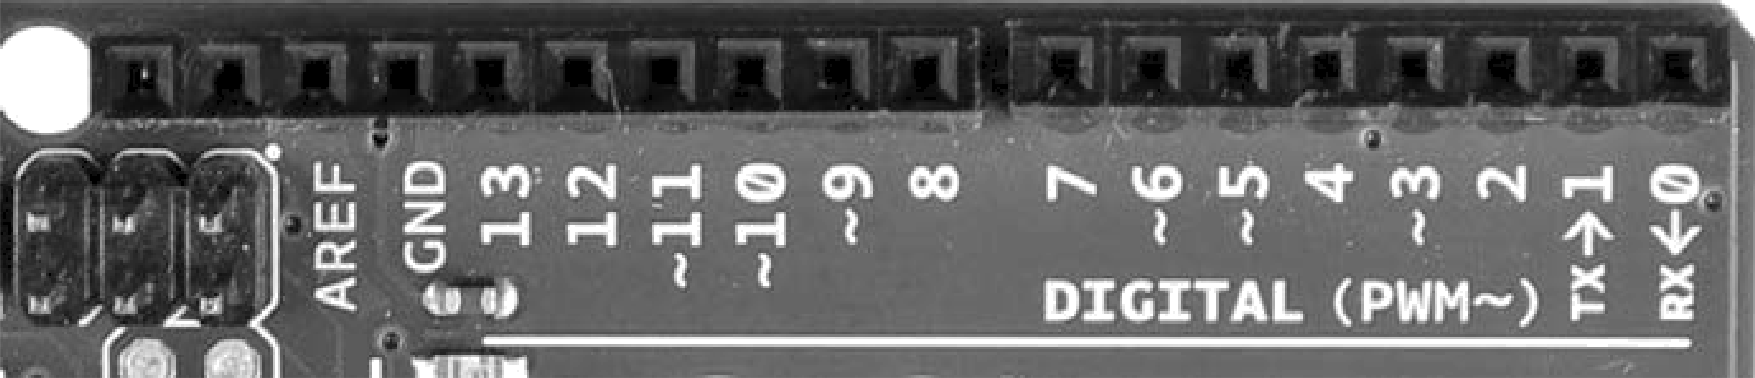 AREF
GND
13
12
~11
~10
~9
8
7
~6
~5
4
~3
2
TX→1
RX←0
DIGITAL (PWM~)